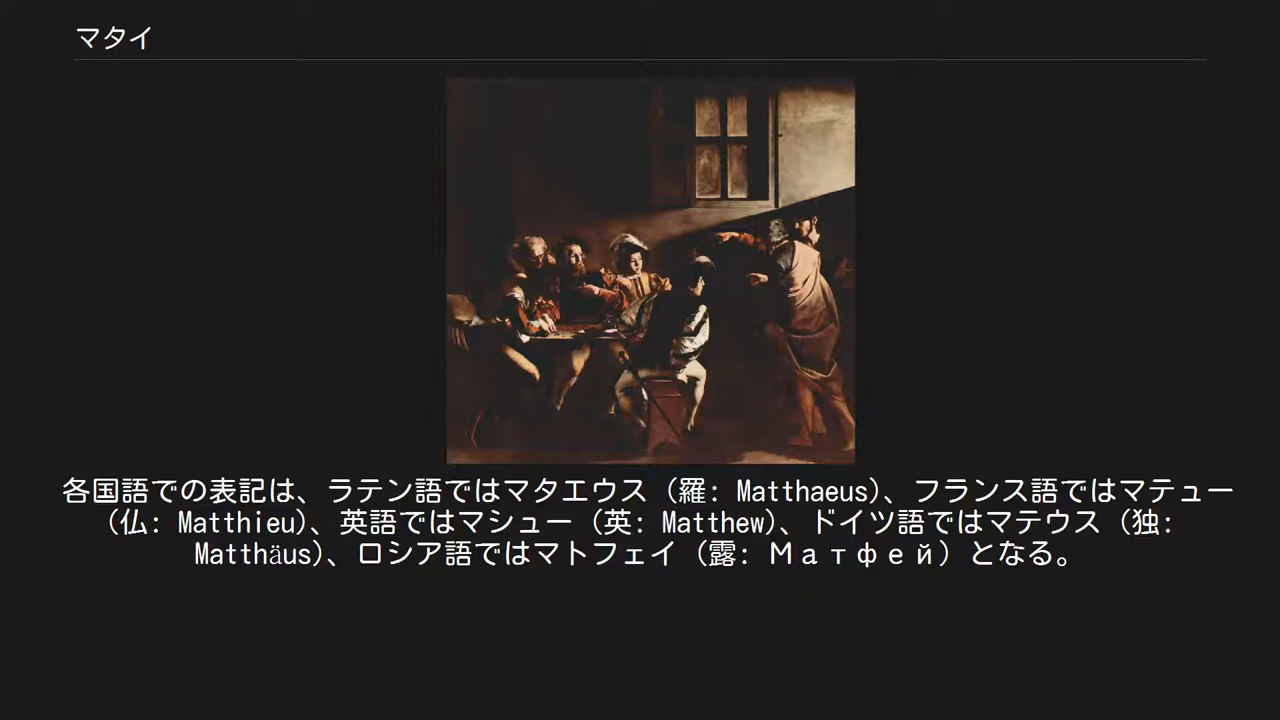 マタイ
各国語での表記は、ラテン語ではマタエウス（羅: Matthaeus)、フランス語ではマテュー
（仏: Matthieu)、英語ではマシュー（英: Matthew)、ドイツ語ではマテウス（独:
Matthäus)、ロシア語ではマトフェイ（露: Матфей）となる。